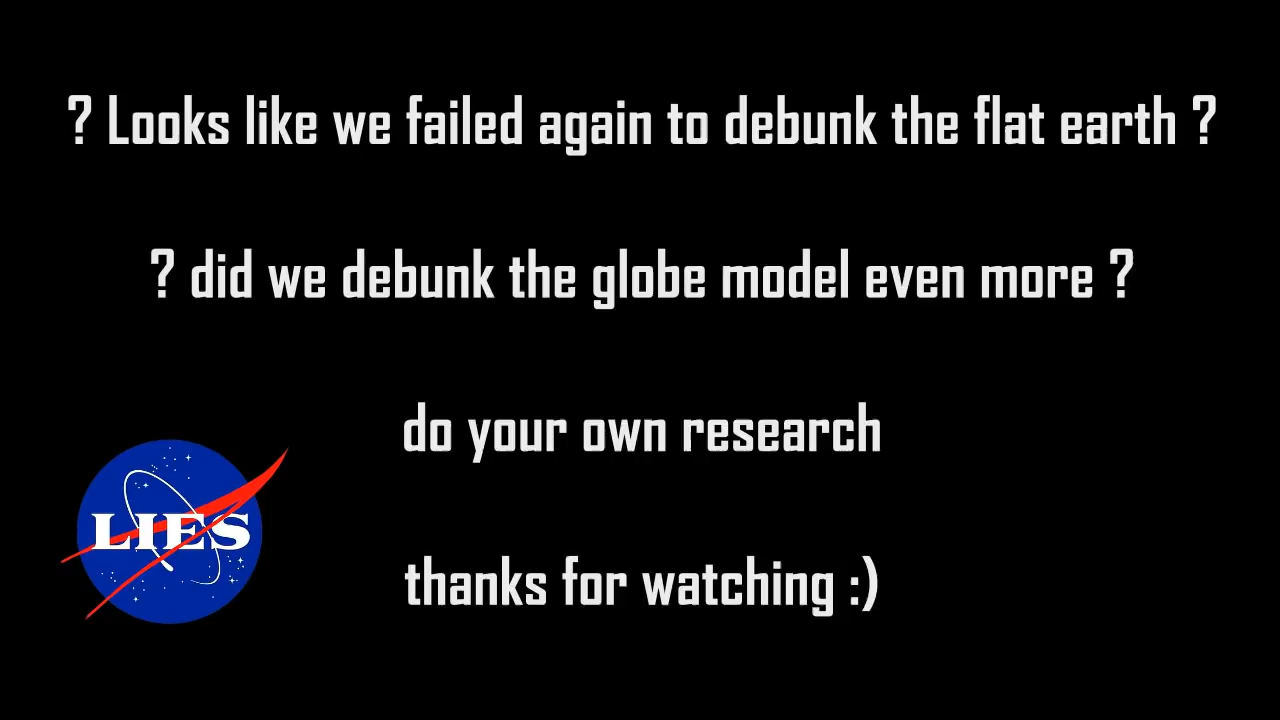 ? Looks like we failed again to debunk the flat earth ?
? did we debunk the globe model even more ?
do your own research
LIES
thanks for watching :)